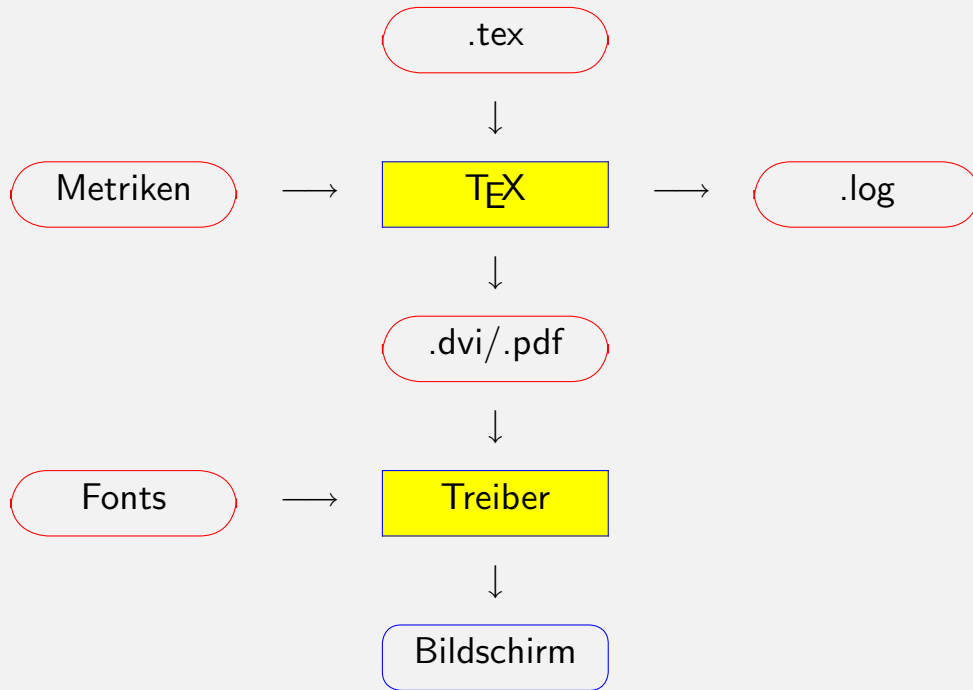 .tex
↓
Metriken → TEX → .log
↓
.dvi/.pdf
↓
Fonts → Treiber
↓
Bildschirm